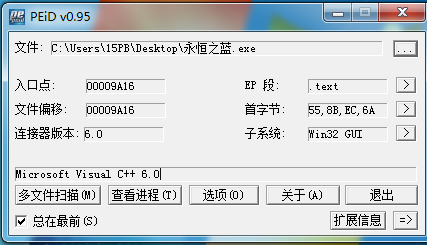 PEiD v0.95
文件: C:\Users\15PB\Desktop\永恒之蓝.exe ...
入口点: 00009A16 EP 段: .text >
文件偏移: 00009A16 首字节: 55,8B,EC,6A >
连接器版本: 6.0 子系统: Win32 GUI >
Microsoft Visual C++ 6.0
多文件扫描(M) 查看进程(T) 选项(O) 关于(A) 退出
总在最前(S) 扩展信息 =>